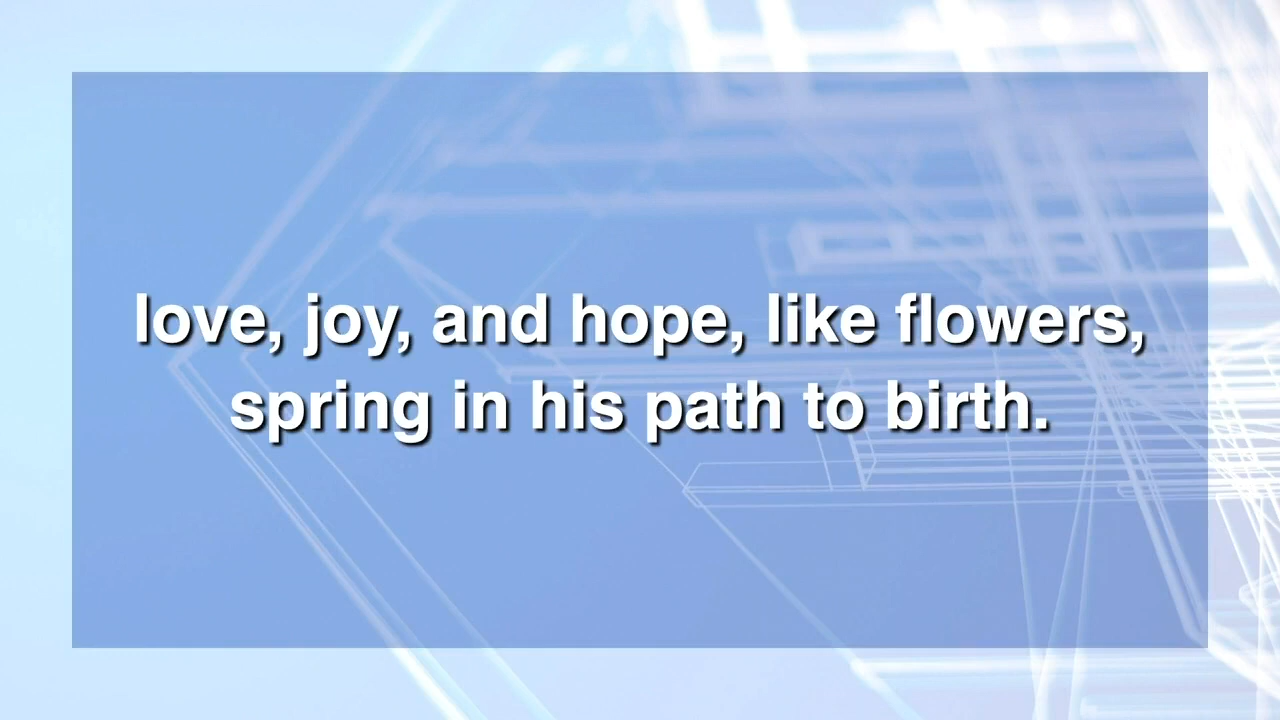 love, joy, and hope, like flowers,
spring in his path to birth.